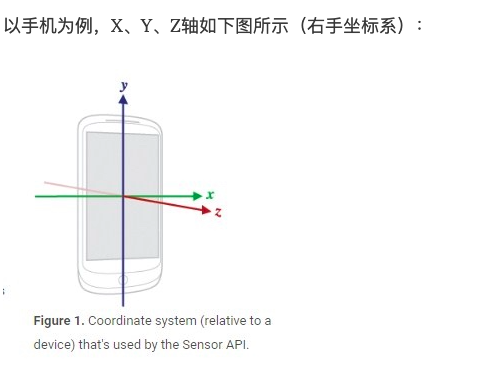 以手机为例，X、Y、Z轴如下图所示（右手坐标系）：
y
x
z
;
Figure 1. Coordinate system (relative to a
device) that's used by the Sensor API.